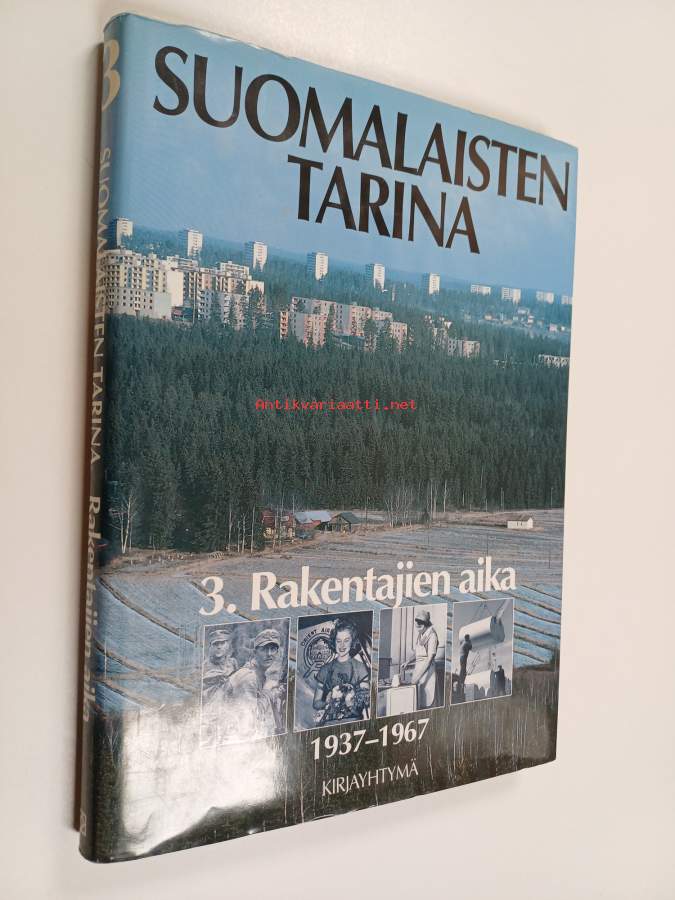 SUOMALAISTEN
TARINA
Antikvariaatti.net
3. Rakentajien aika
1937–1967
KIRJAYHTYMÄ
3 SUOMALAISTEN TARINA Rakentajien aika